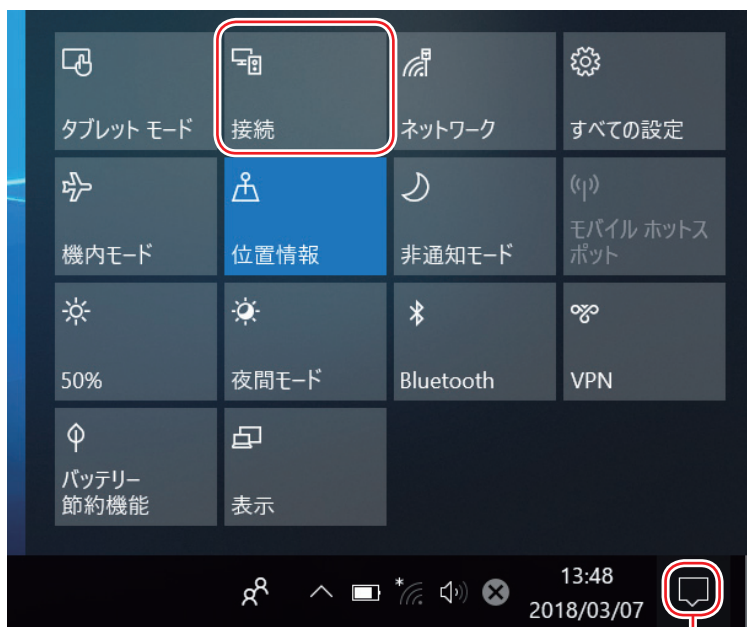 タブレット モード
接続
ネットワーク
すべての設定
機内モード
位置情報
非通知モード
モバイル ホットス
ポット
50%
夜間モード
Bluetooth
VPN
バッテリー
節約機能
表示
13:48
2018/03/07